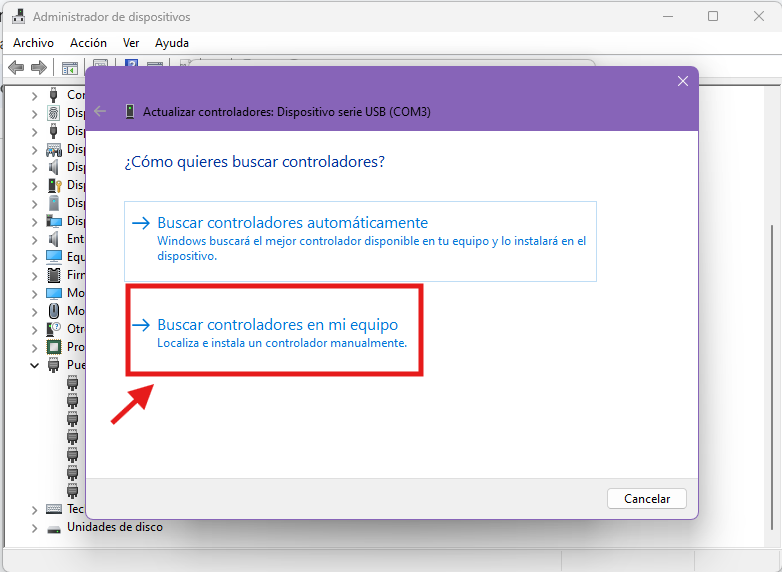 Administrador de dispositivos
Archivo Acción Ver Ayuda
Actualizar controladores: Dispositivo serie USB (COM3)
¿Cómo quieres buscar controladores?
Buscar controladores automáticamente
Windows buscará el mejor controlador disponible en tu equipo y lo instalará en el
dispositivo.
Buscar controladores en mi equipo
Localiza e instala un controlador manualmente.
Cancelar
Con
Disp
Disp
Disp
Disp
Disp
Disp
Disp
Ent
Equ
Firn
Mo
Mo
Otr
Pro
Pue
Tec
Unidades de disco